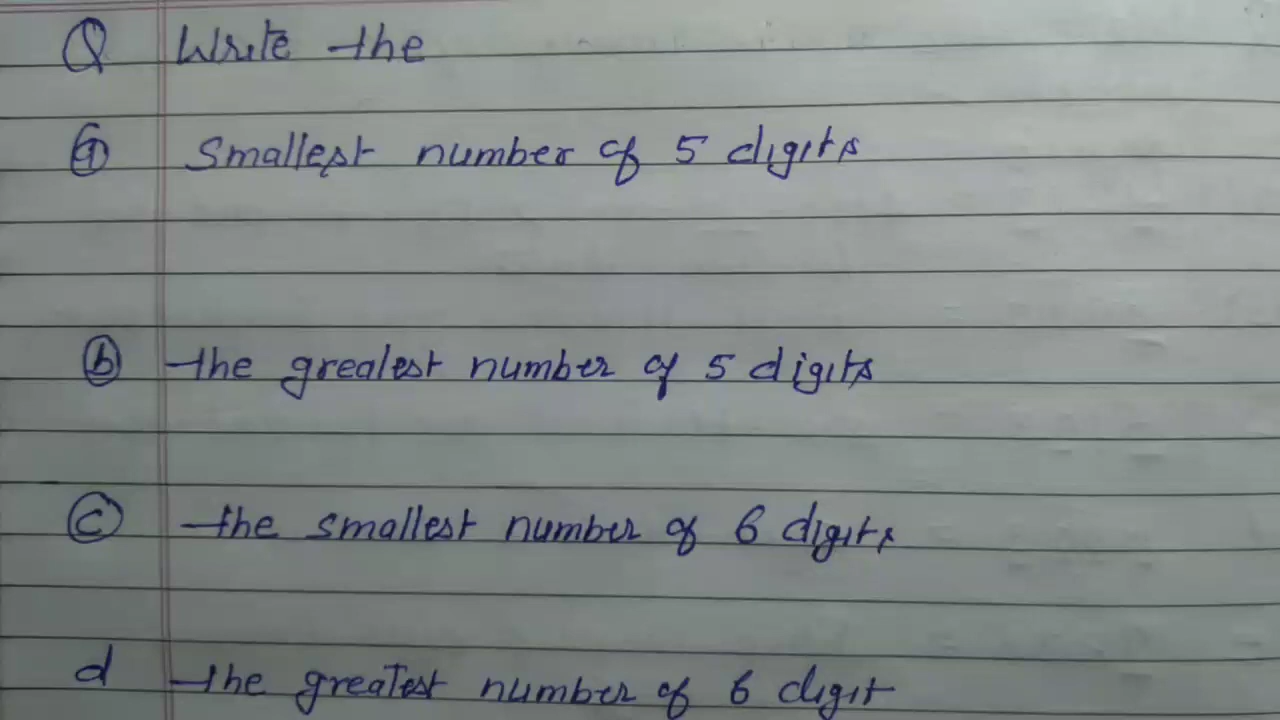 Q Write the
a Smallest number of 5 digits
b the greatest number of 5 digits
c the smallest number of 6 digits
d the greatest number of 6 digit